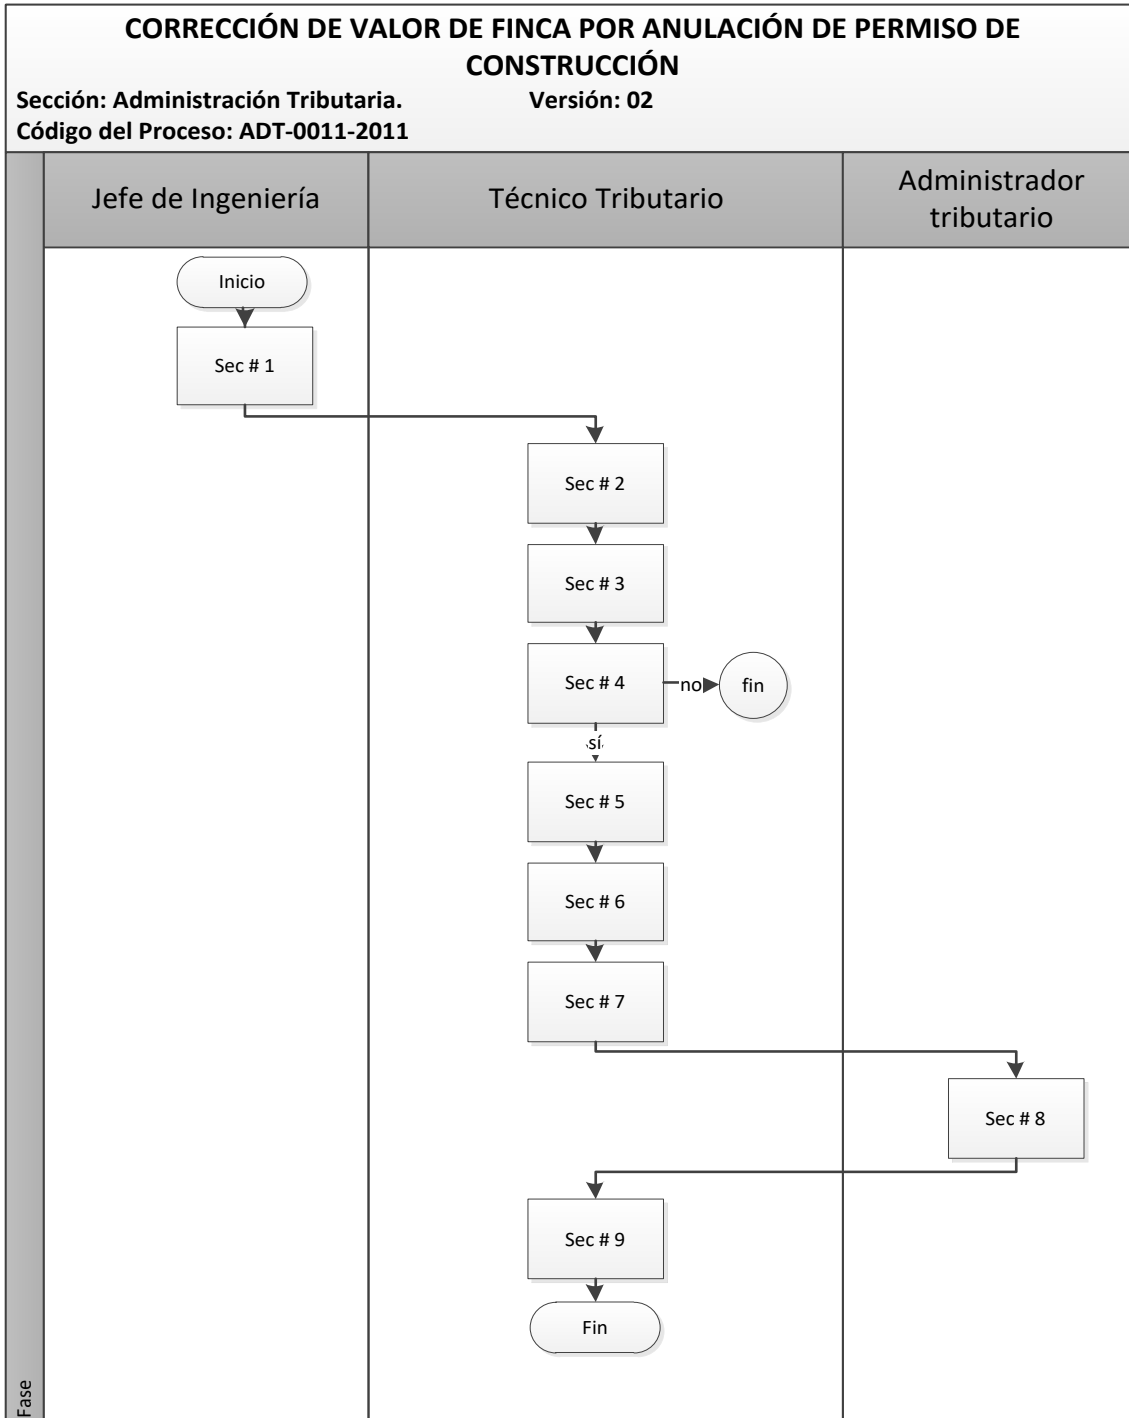 CORRECCIÓN DE VALOR DE FINCA POR ANULACIÓN DE PERMISO DE
CONSTRUCCIÓN
Sección: Administración Tributaria. Versión: 02
Código del Proceso: ADT-0011-2011
Jefe de Ingeniería
Técnico Tributario
Administrador
tributario
Inicio
Sec # 1
Sec # 2
Sec # 3
Sec # 4
no
fin
sí
Sec # 5
Sec # 6
Sec # 7
Sec # 8
Sec # 9
Fin
Fase